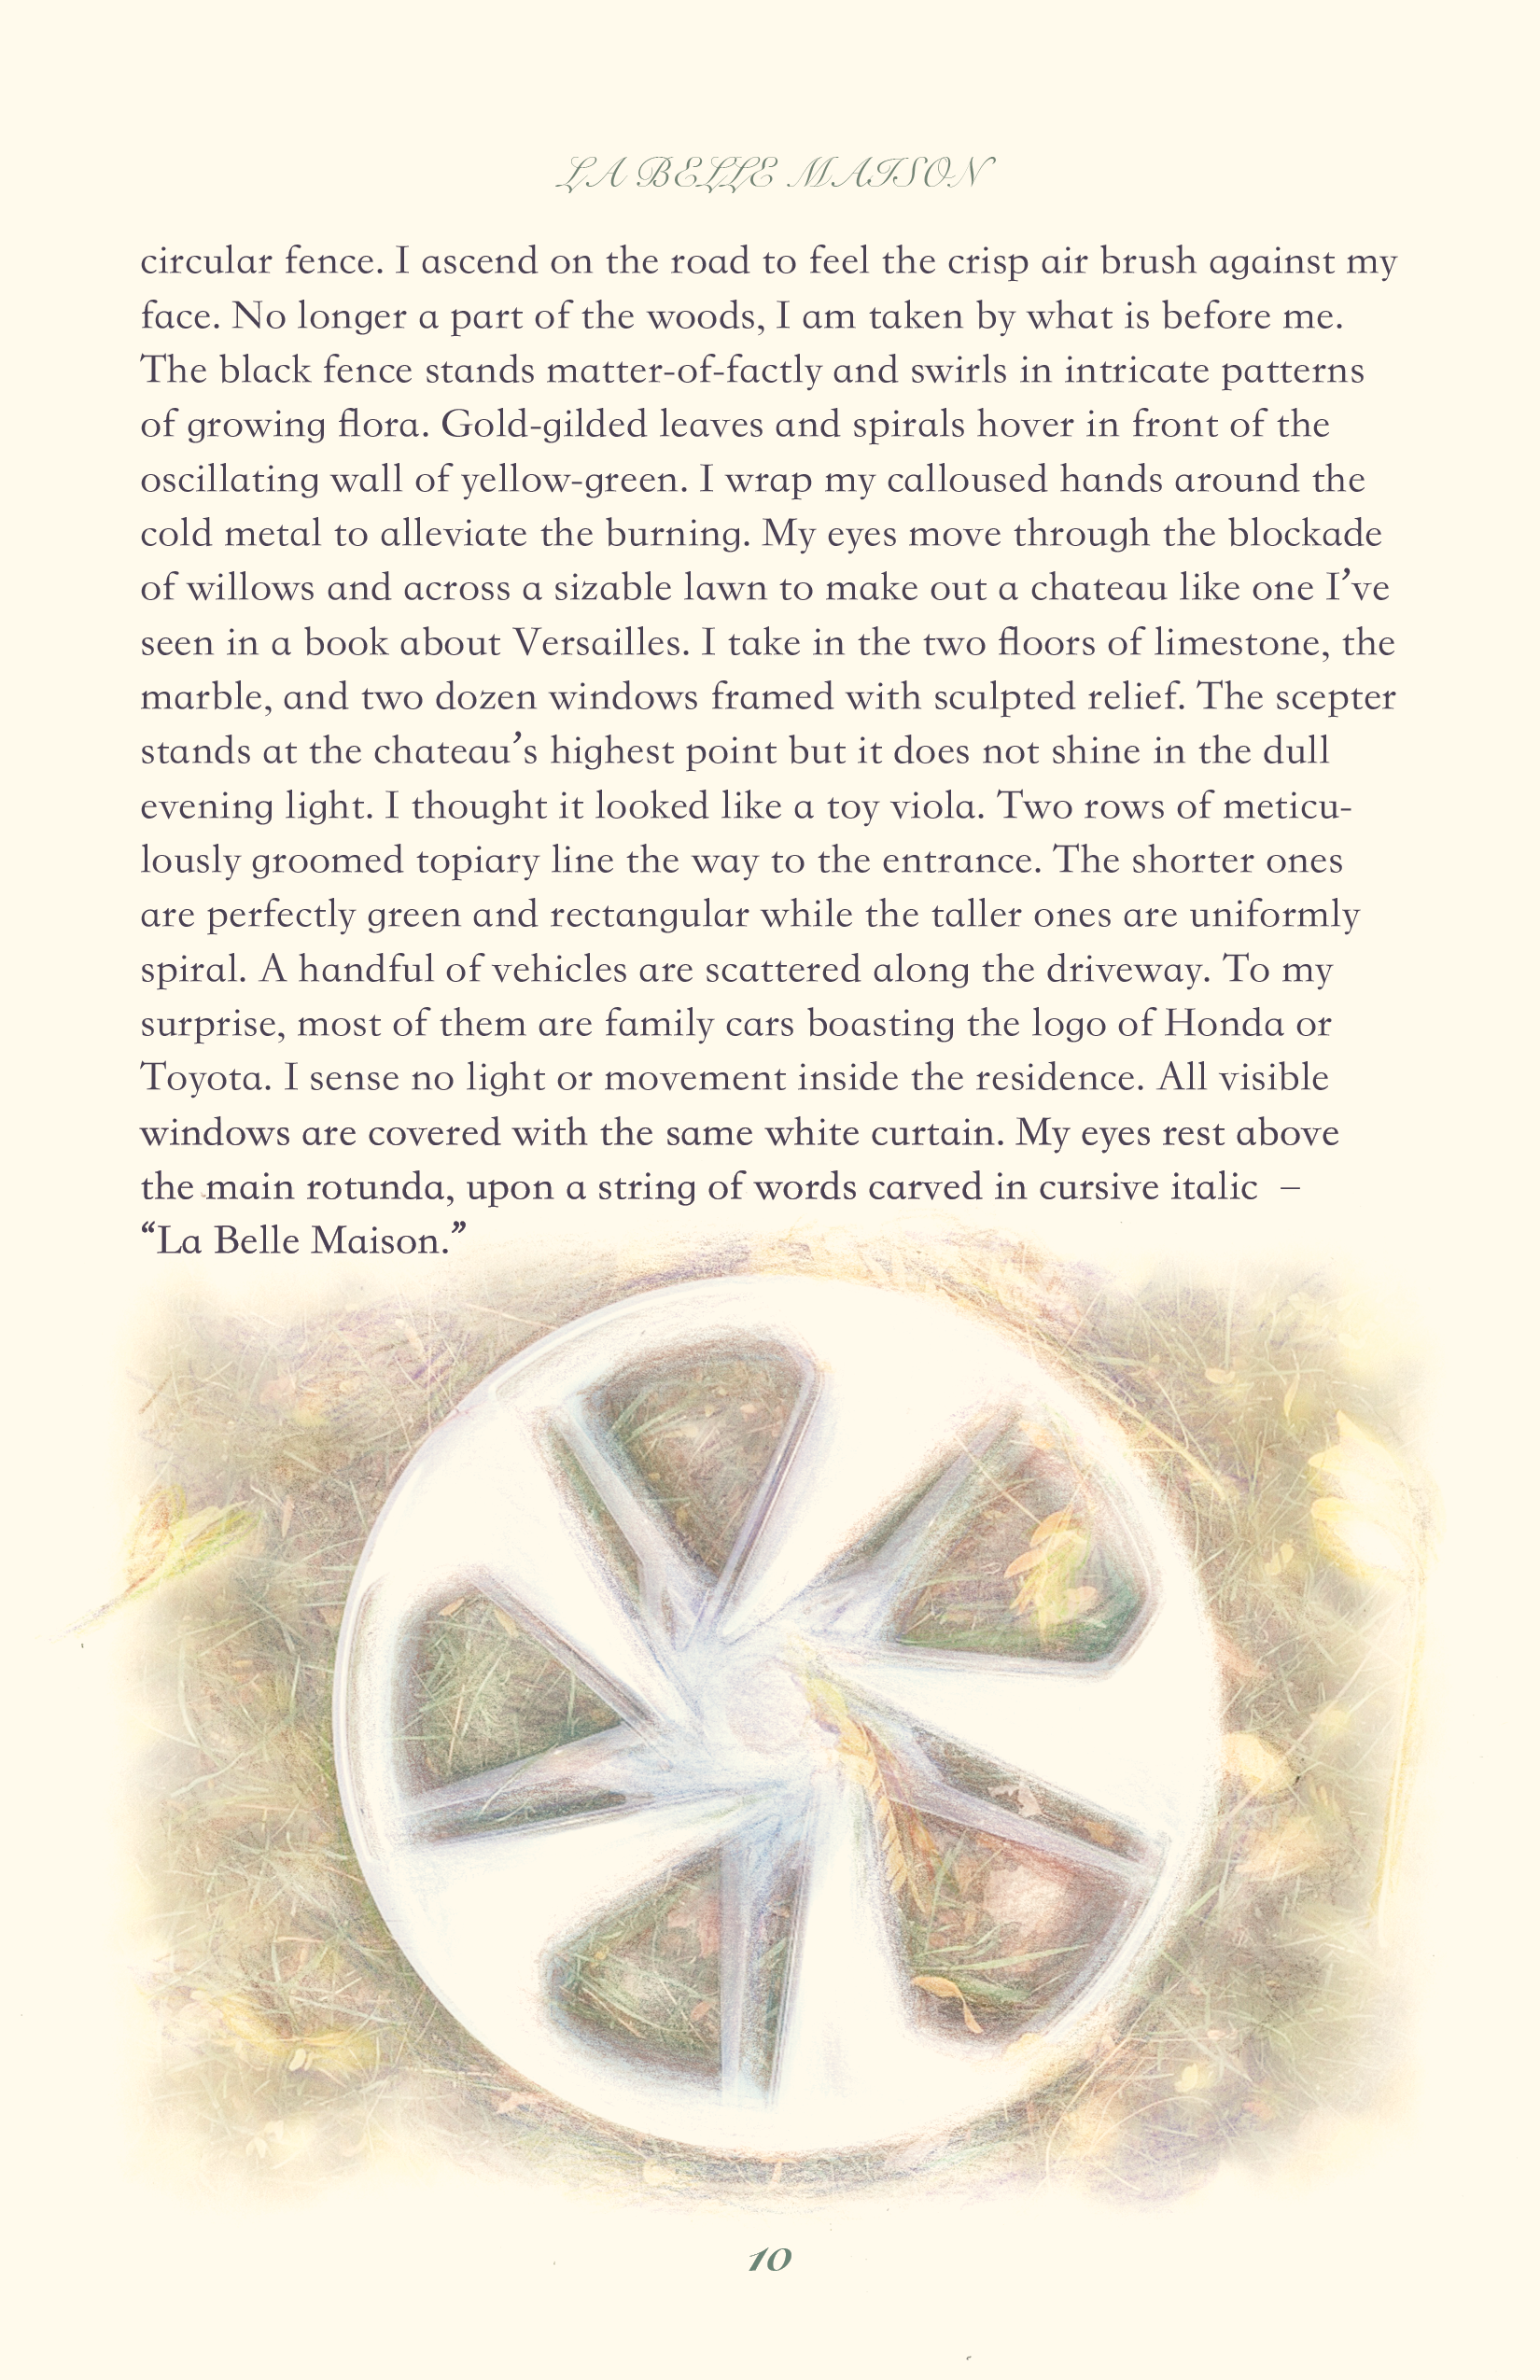 LA BELLE MAISON
circular fence. I ascend on the road to feel the crisp air brush against my
face. No longer a part of the woods, I am taken by what is before me.
The black fence stands matter-of-factly and swirls in intricate patterns
of growing flora. Gold-gilded leaves and spirals hover in front of the
oscillating wall of yellow-green. I wrap my calloused hands around the
cold metal to alleviate the burning. My eyes move through the blockade
of willows and across a sizable lawn to make out a chateau like one I’ve
seen in a book about Versailles. I take in the two floors of limestone, the
marble, and two dozen windows framed with sculpted relief. The scepter
stands at the chateau’s highest point but it does not shine in the dull
evening light. I thought it looked like a toy viola. Two rows of meticu-
lously groomed topiary line the way to the entrance. The shorter ones
are perfectly green and rectangular while the taller ones are uniformly
spiral. A handful of vehicles are scattered along the driveway. To my
surprise, most of them are family cars boasting the logo of Honda or
Toyota. I sense no light or movement inside the residence. All visible
windows are covered with the same white curtain. My eyes rest above
the main rotunda, upon a string of words carved in cursive italic –
“La Belle Maison.”
10